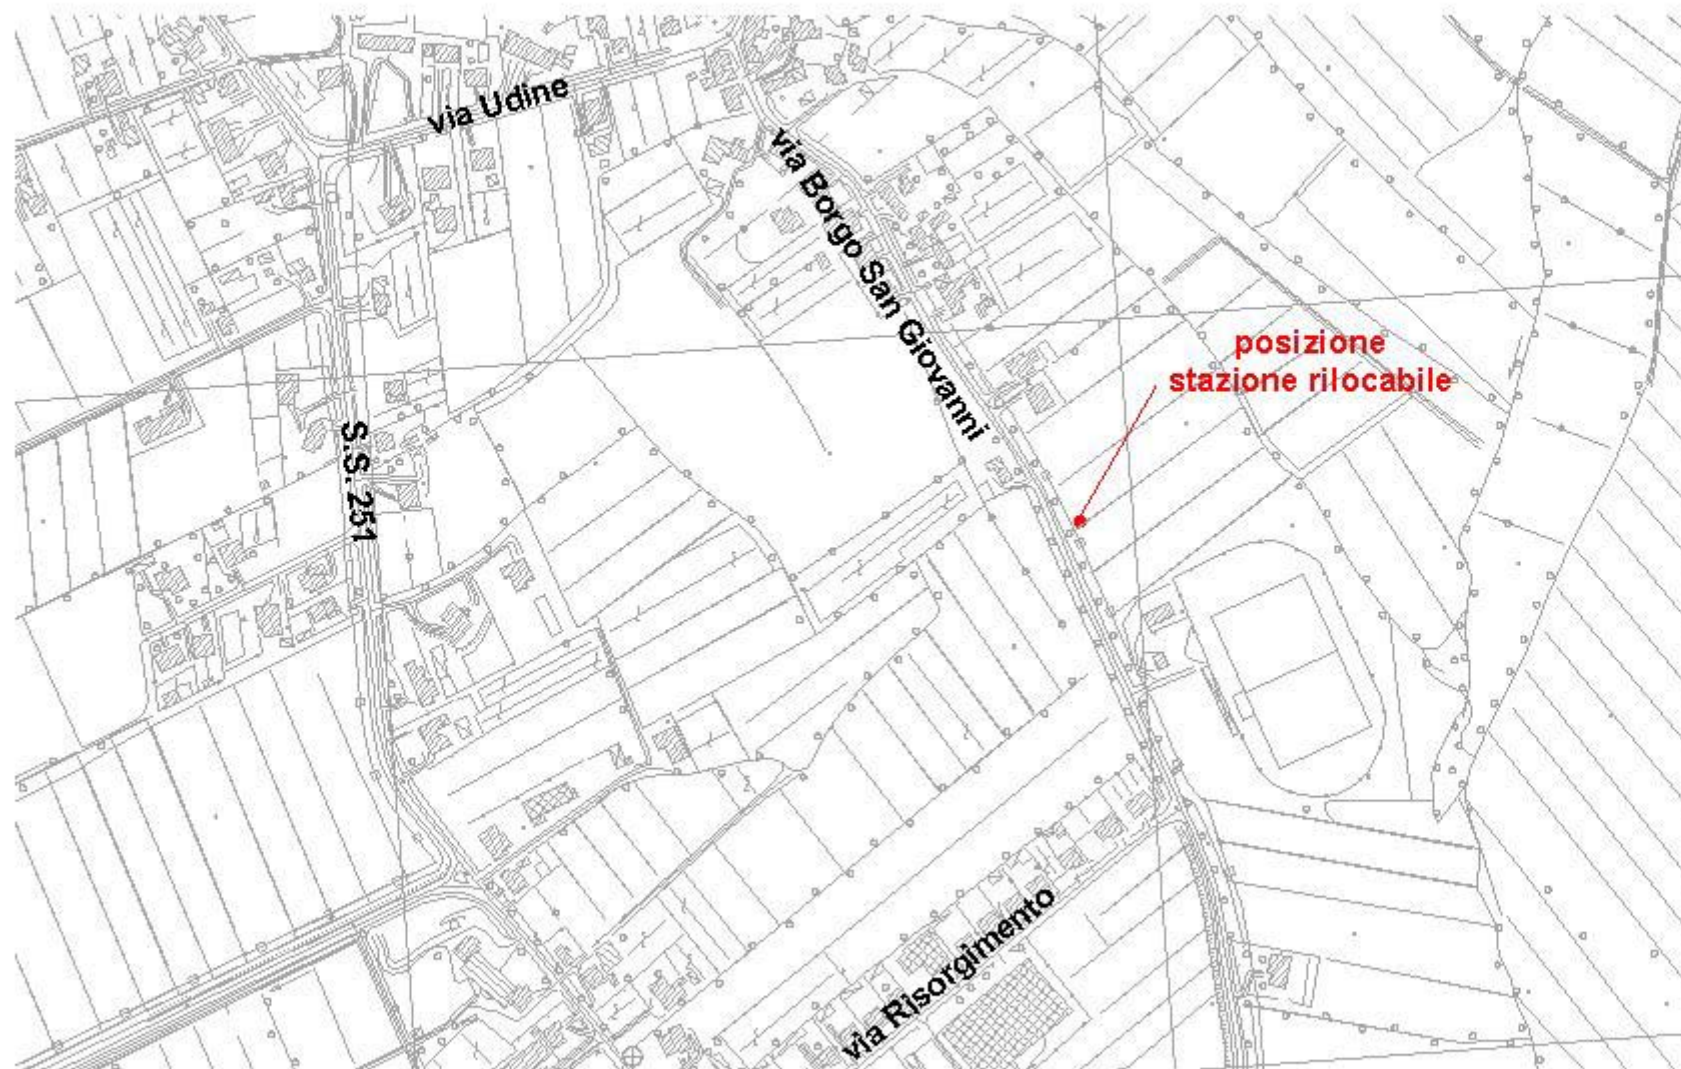 via Udine
via Borgo San Giovanni
posizione
stazione rilocabile
S.S. 251
via Risorgimento